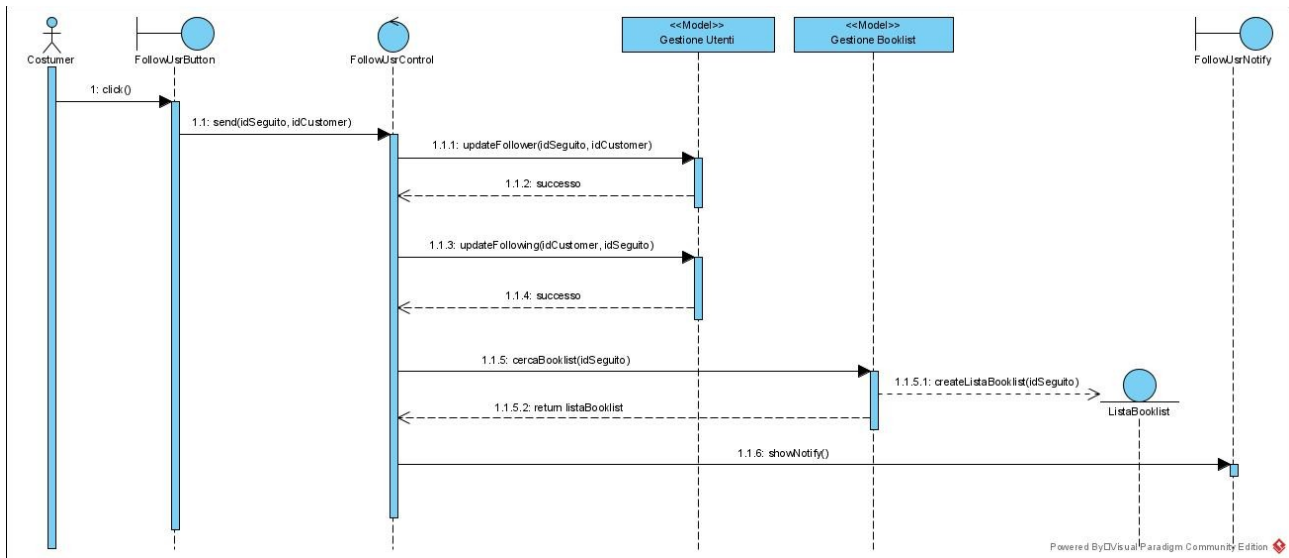 <<Model>>
<<Model>>
Costumer
FollowUsrButton
FollowUsrControl
Gestione Utenti
Gestione Booklist
FollowUsrNotify
1: click()
1.1: send(idSeguito, idCustomer)
1.1.1: updateFollower(idSeguito, idCustomer)
1.1.2: successo
1.1.3: updateFollowing(idCustomer, idSeguito)
1.1.4: successo
1.1.5: cercaBooklist(idSeguito)
1.1.5.1: createListaBooklist(idSeguito)
1.1.5.2: return listaBooklist
ListaBooklist
1.1.6: showNotify()
Powered By□Visual Paradigm Community Edition